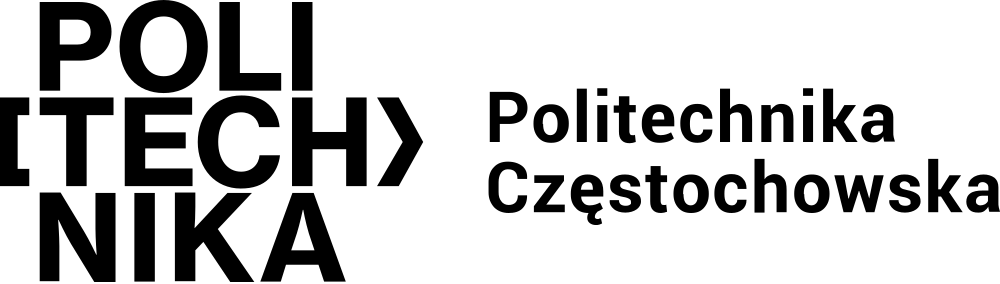 POLI
[TECH>
NIKA
Politechnika
Częstochowska